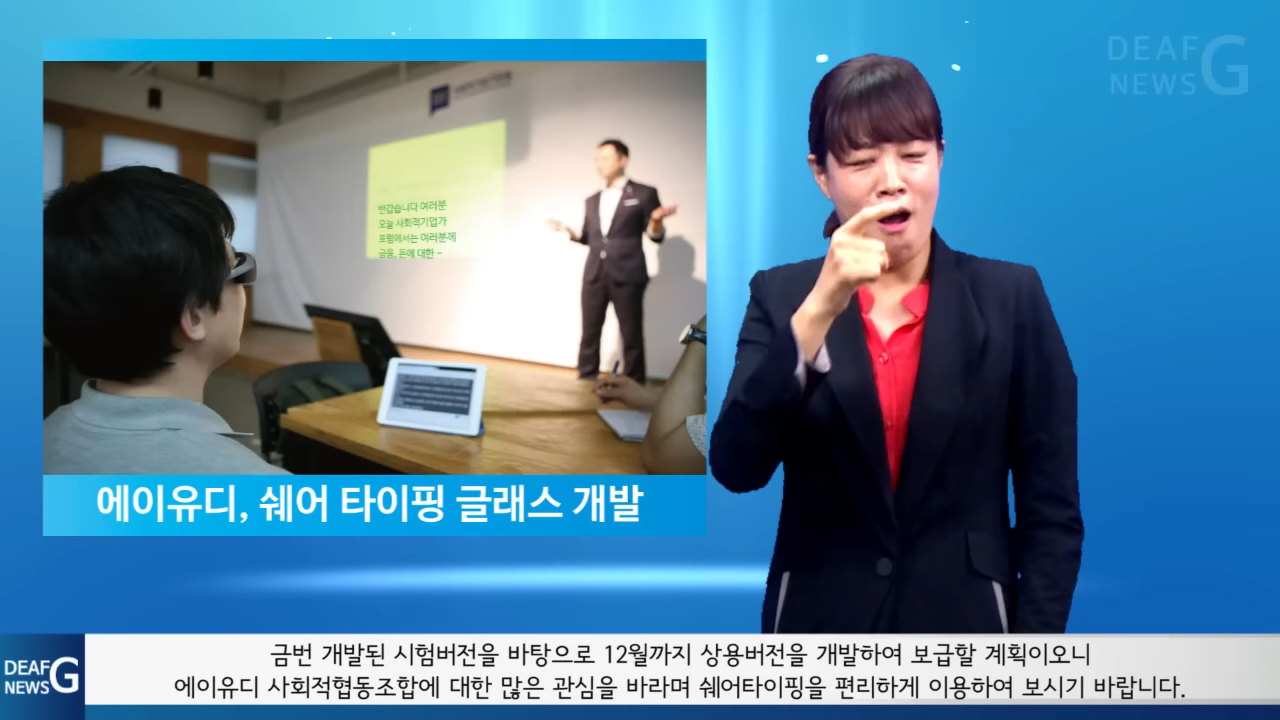 DEAF
NEWS G
반갑습니다 여러분
오늘 사회적기업가
포럼에서는 여러분께
금융, 돈에 대한 -
에이유디, 쉐어 타이핑 글래스 개발
DEAF
NEWS G
금번 개발된 시험버전을 바탕으로 12월까지 상용버전을 개발하여 보급할 계획이오니
에이유디 사회적협동조합에 대한 많은 관심을 바라며 쉐어타이핑을 편리하게 이용하여 보시기 바랍니다.